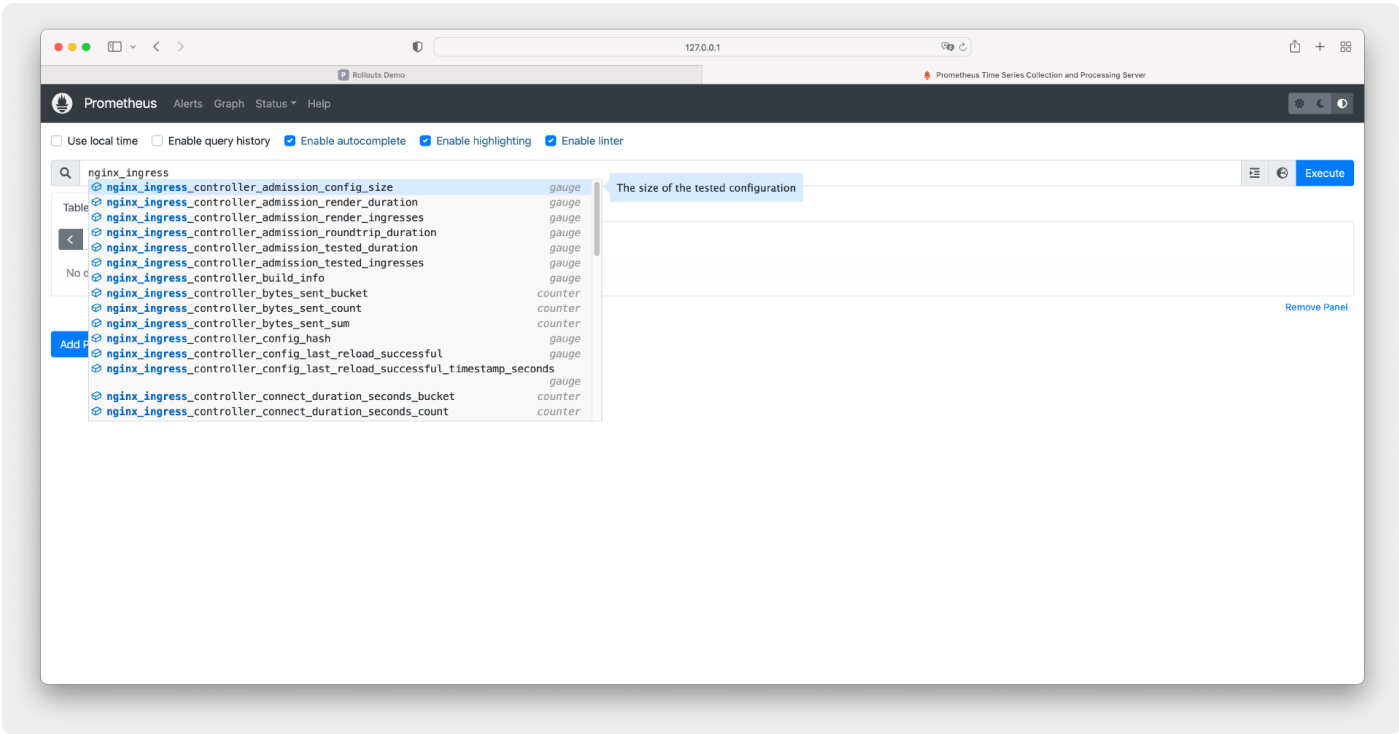 127.0.0.1
P Rollouts Demo
Prometheus Time Series Collection and Processing Server
Prometheus Alerts Graph Status Help
Use local time Enable query history Enable autocomplete Enable highlighting Enable linter
nginx_ingress Execute
nginx_ingress_controller_admission_config_size gauge The size of the tested configuration
nginx_ingress_controller_admission_render_duration gauge
Table
nginx_ingress_controller_admission_render_ingresses gauge
nginx_ingress_controller_admission_roundtrip_duration gauge
nginx_ingress_controller_admission_tested_duration gauge
nginx_ingress_controller_admission_tested_ingresses gauge
No d
nginx_ingress_controller_build_info gauge
nginx_ingress_controller_bytes_sent_bucket counter
nginx_ingress_controller_bytes_sent_count counter
Remove Panel
nginx_ingress_controller_bytes_sent_sum counter
nginx_ingress_controller_config_hash gauge
Add P
nginx_ingress_controller_config_last_reload_successful gauge
nginx_ingress_controller_config_last_reload_successful_timestamp_seconds
gauge
nginx_ingress_controller_connect_duration_seconds_bucket counter
nginx_ingress_controller_connect_duration_seconds_count counter